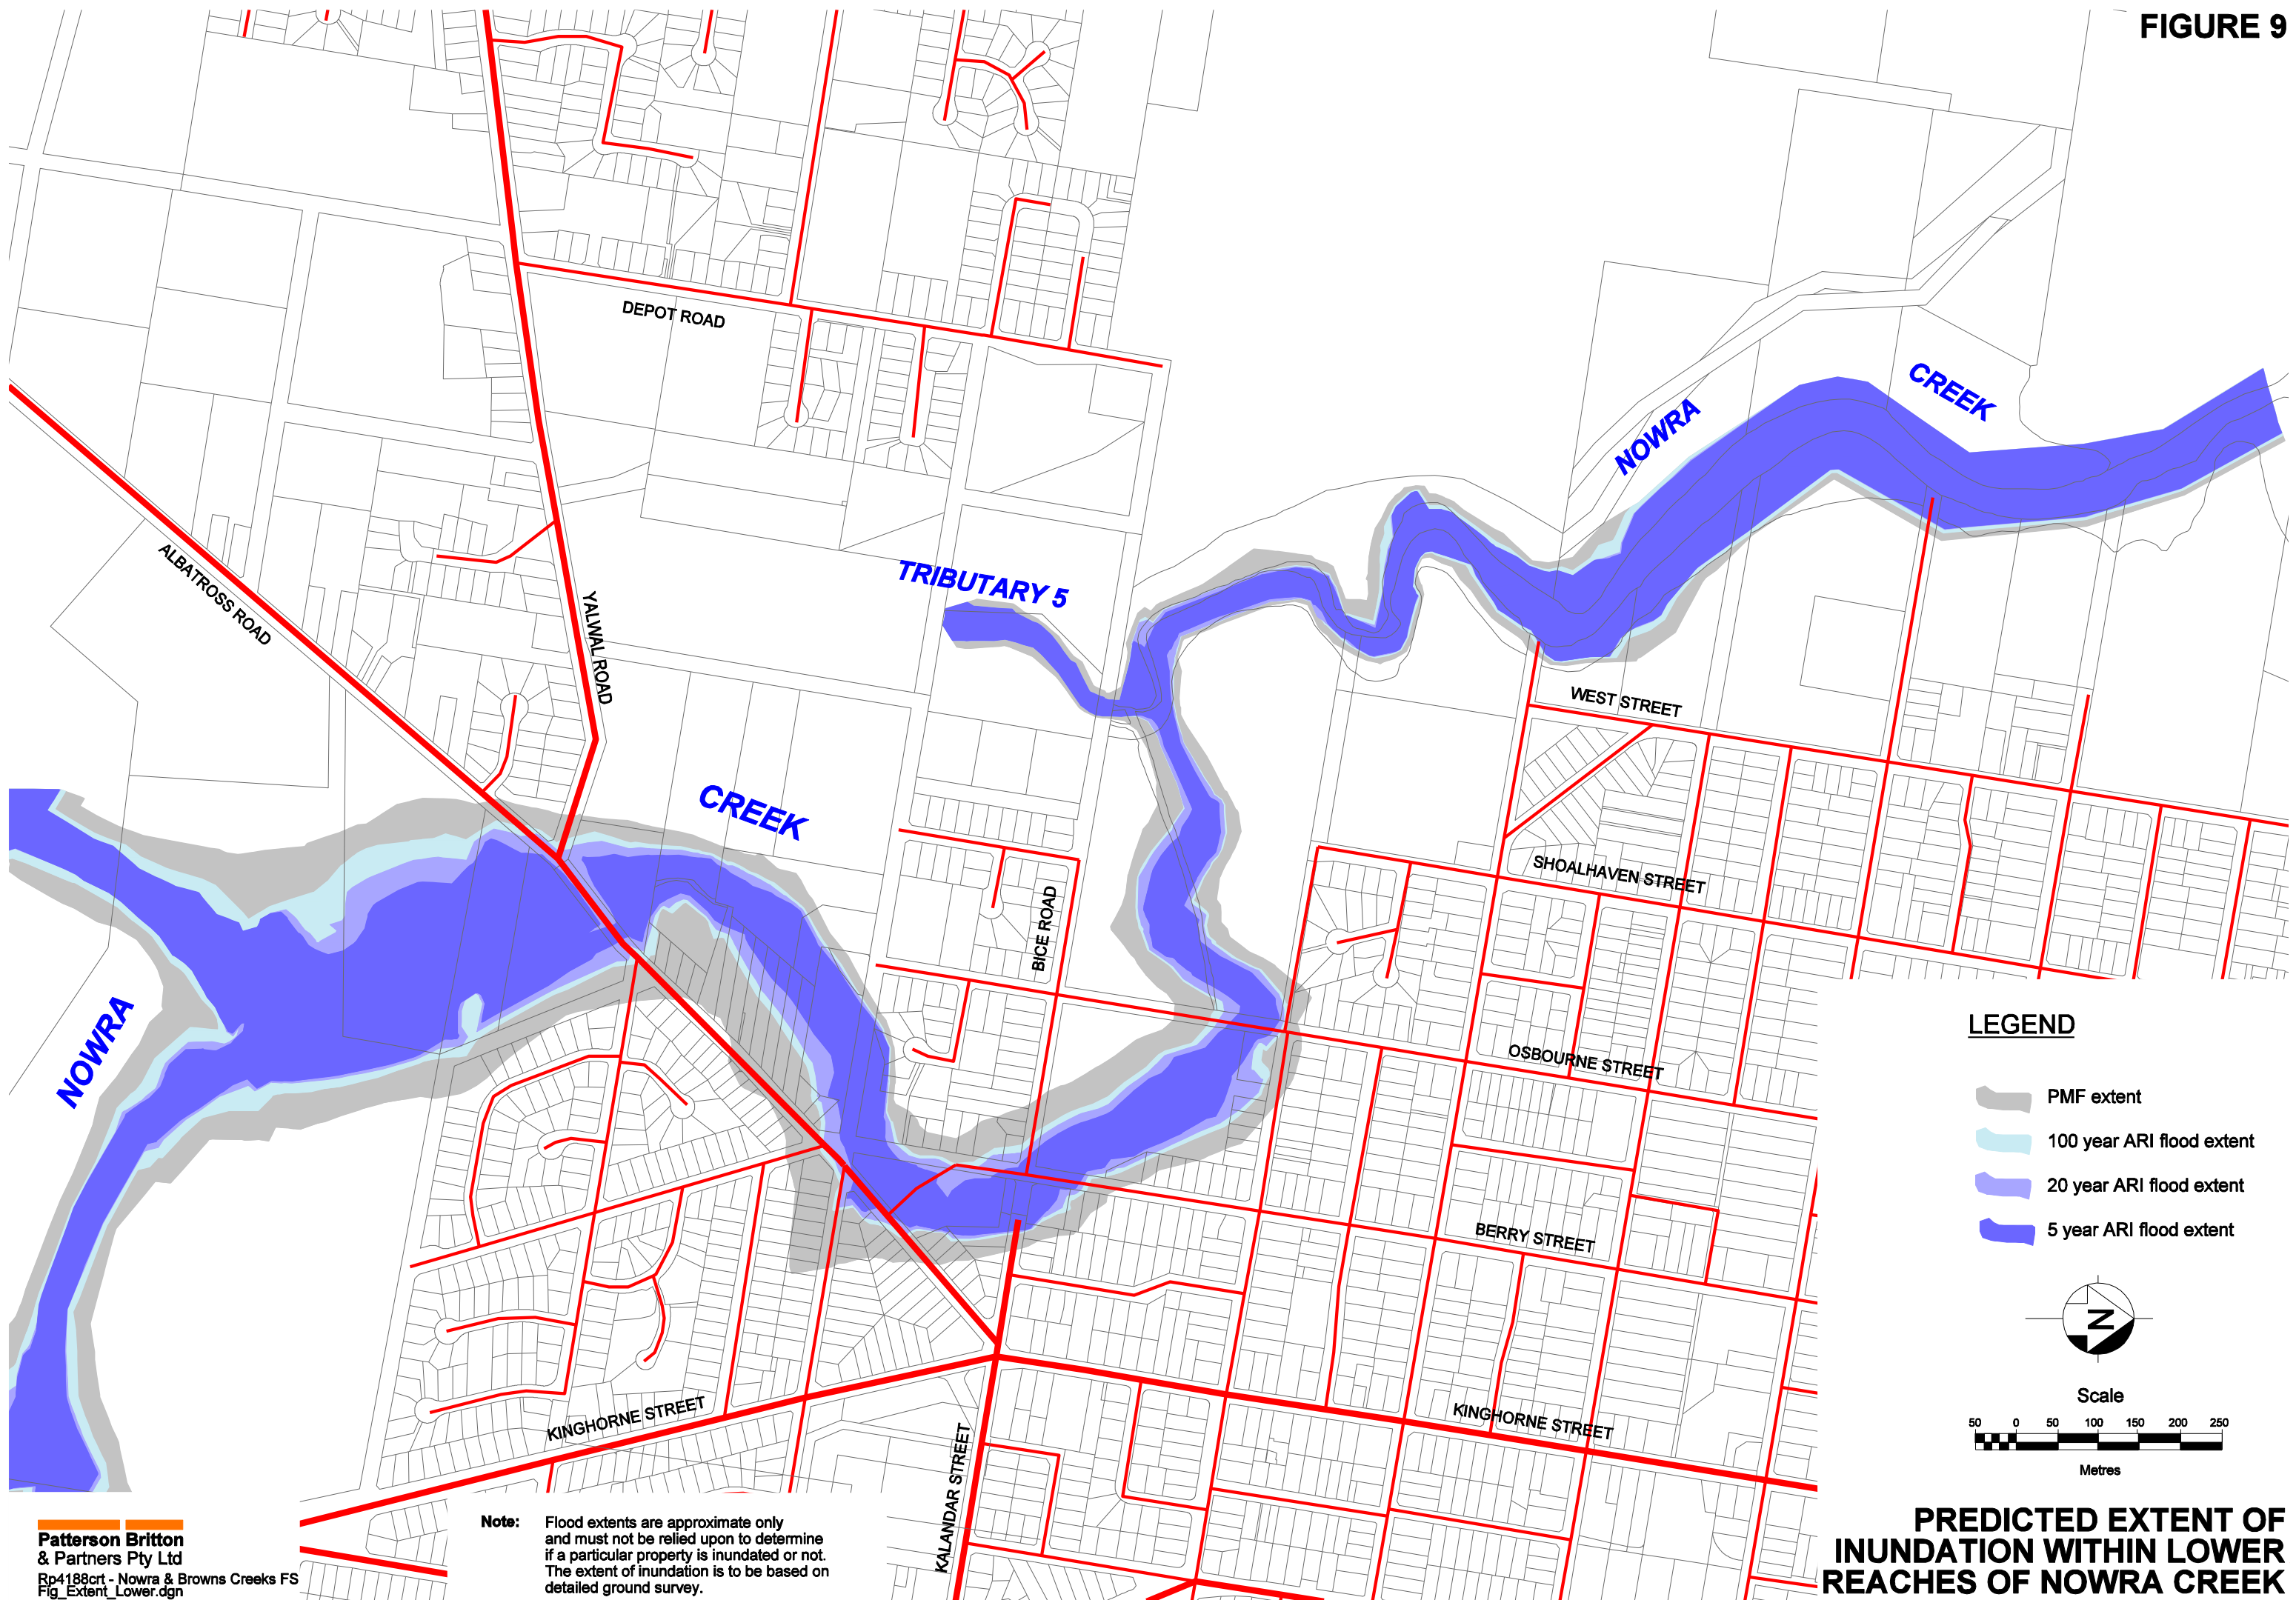 FIGURE 9
DEPOT ROAD
CREEK
NOWRA
ALBATROSS ROAD
TRIBUTARY 5
YALWAL ROAD
WEST STREET
CREEK
SHOALHAVEN STREET
BICE ROAD
NOWRA
OSBOURNE STREET
BERRY STREET
KINGHORNE STREET
KINGHORNE STREET
KALANDAR STREET
LEGEND
PMF extent
100 year ARI flood extent
20 year ARI flood extent
5 year ARI flood extent
N
Scale
50 0 50 100 150 200 250
Metres
Patterson Britton
& Partners Pty Ltd
Rp4188crt - Nowra & Browns Creeks FS
Fig_Extent_Lower.dgn
Note: Flood extents are approximate only
and must not be relied upon to determine
if a particular property is inundated or not.
The extent of inundation is to be based on
detailed ground survey.
PREDICTED EXTENT OF
INUNDATION WITHIN LOWER
REACHES OF NOWRA CREEK